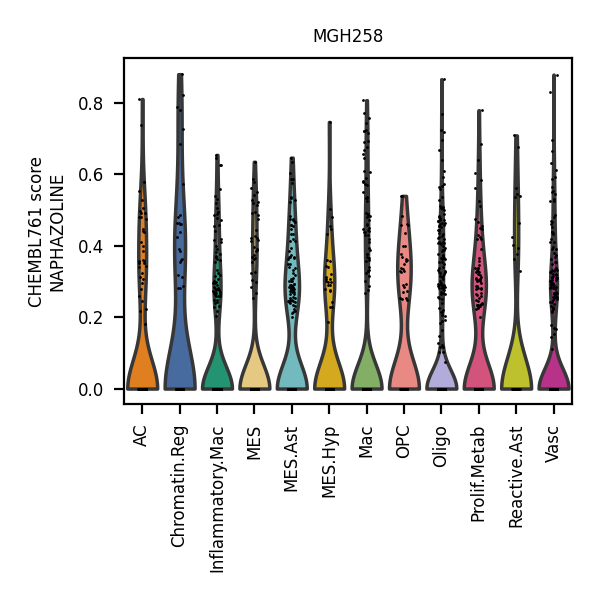 MGH258
CHEMBL761 score
NAPHAZOLINE
0.8
0.6
0.4
0.2
0.0
AC
Chromatin.Reg
Inflammatory.Mac
MES
MES.Ast
MES.Hyp
Mac
OPC
Oligo
Prolif.Metab
Reactive.Ast
Vasc